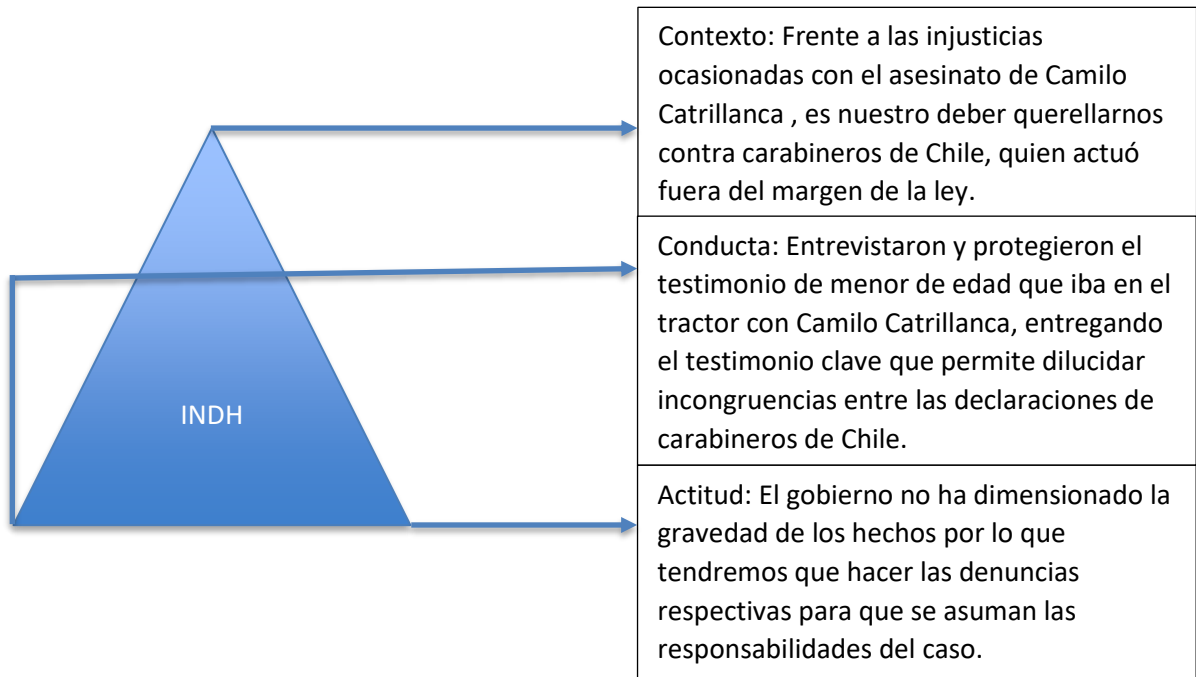 Contexto: Frente a las injusticias
ocasionadas con el asesinato de Camilo
Catrillanca , es nuestro deber querellarnos
contra carabineros de Chile, quien actuó
fuera del margen de la ley.
Conducta: Entrevistaron y protegieron el
testimonio de menor de edad que iba en el
tractor con Camilo Catrillanca, entregando
el testimonio clave que permite dilucidar
incongruencias entre las declaraciones de
carabineros de Chile.
INDH
Actitud: El gobierno no ha dimensionado la
gravedad de los hechos por lo que
tendremos que hacer las denuncias
respectivas para que se asuman las
responsabilidades del caso.